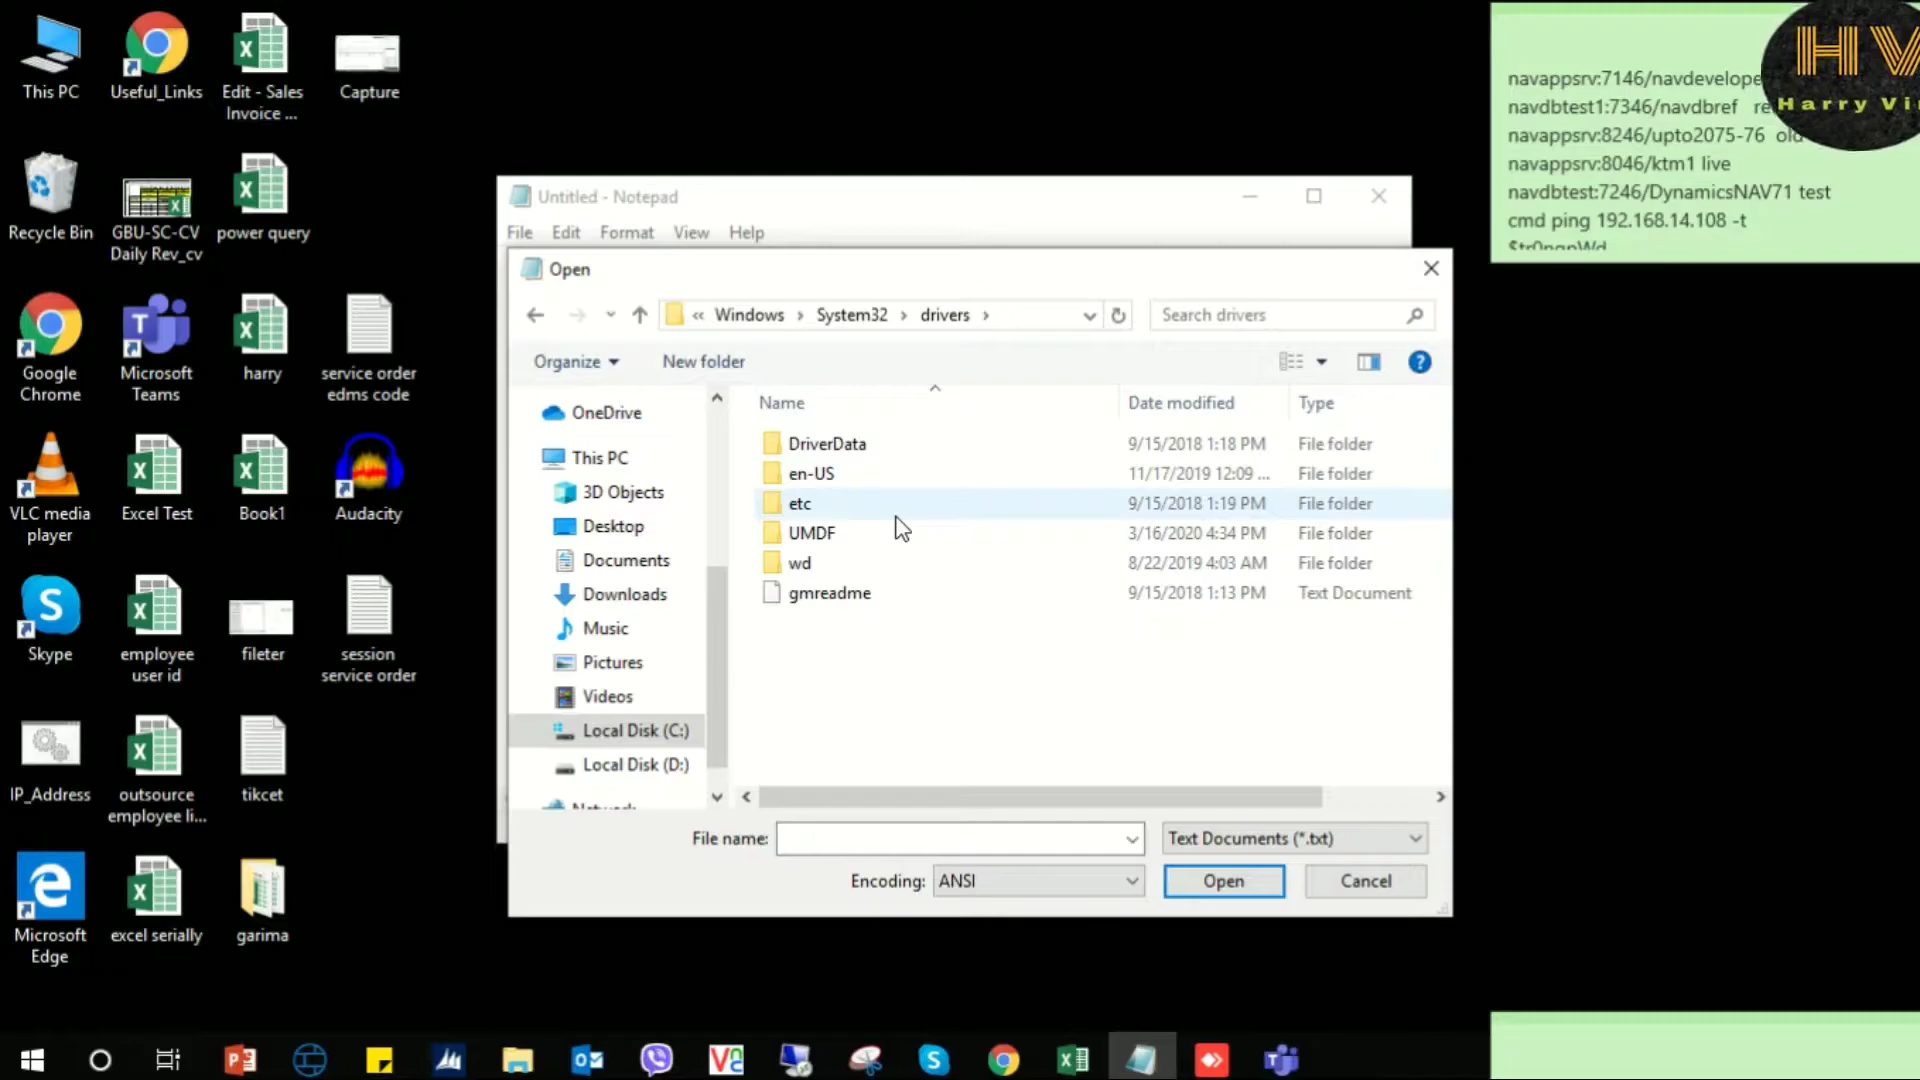 This PC
Useful_Links
Edit - Sales
Invoice ...
Capture
Recycle Bin
GBU-SC-CV
Daily Rev_cv
power query
Google
Chrome
Microsoft
Teams
harry
service order
edms code
VLC media
player
Excel Test
Book1
Audacity
Skype
employee
user id
fileter
session
service order
IP_Address
outsource
employee li...
tikcet
Microsoft
Edge
excel serially
garima
Untitled - Notepad
File Edit Format View Help
Open
« Windows › System32 › drivers ›
Search drivers
Organize
New folder
Name Date modified Type
DriverData 9/15/2018 1:18 PM File folder
en-US 11/17/2019 12:09 ... File folder
etc 9/15/2018 1:19 PM File folder
UMDF 3/16/2020 4:34 PM File folder
wd 8/22/2019 4:03 AM File folder
gmreadme 9/15/2018 1:13 PM Text Document
OneDrive
This PC
3D Objects
Desktop
Documents
Downloads
Music
Pictures
Videos
Local Disk (C:)
Local Disk (D:)
Network
File name:
Text Documents (*.txt)
Encoding: ANSI
Open
Cancel
navappsrv:7146/navdevelope
navdbtest1:7346/navdbref re
navappsrv:8246/upto2075-76 old
navappsrv:8046/ktm1 live
navdbtest:7246/DynamicsNAV71 test
cmd ping 192.168.14.108 -t
HV
Harry Vi